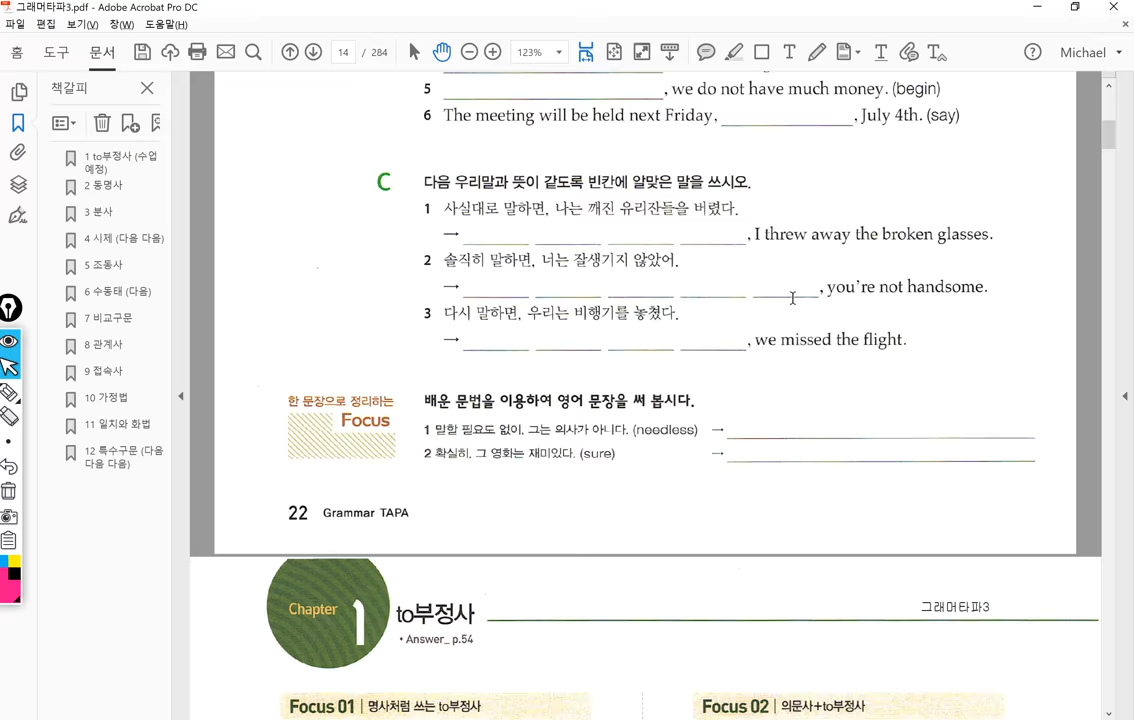 그래머타파3.pdf - Adobe Acrobat Pro DC
파일 편집 보기(V) 창(W) 도움말(H)
홈 도구 문서 14 / 284 123% Michael
책갈피
1 to부정사 (수업
예정)
2 동명사
3 분사
4 시제 (다음 다음)
5 조동사
6 수동태 (다음)
7 비교구문
8 관계사
9 접속사
10 가정법
11 일치와 화법
12 특수구문 (다음
다음 다음)
5 , we do not have much money. (begin)
6 The meeting will be held next Friday, , July 4th. (say)
C 다음 우리말과 뜻이 같도록 빈칸에 알맞은 말을 쓰시오.
1 사실대로 말하면, 나는 깨진 유리잔들을 버렸다.
→ , I threw away the broken glasses.
2 솔직히 말하면, 너는 잘생기지 않았어.
→ , you're not handsome.
3 다시 말하면, 우리는 비행기를 놓쳤다.
→ , we missed the flight.
한 문장으로 정리하는
Focus
배운 문법을 이용하여 영어 문장을 써 봅시다.
1 말할 필요도 없이, 그는 의사가 아니다. (needless) →
2 확실히, 그 영화는 재미있다. (sure) →
22 Grammar TAPA
Chapter 1 to부정사
• Answer_ p.54
그래머타파3
Focus 01 | 명사처럼 쓰는 to부정사
Focus 02 | 의문사+to부정사